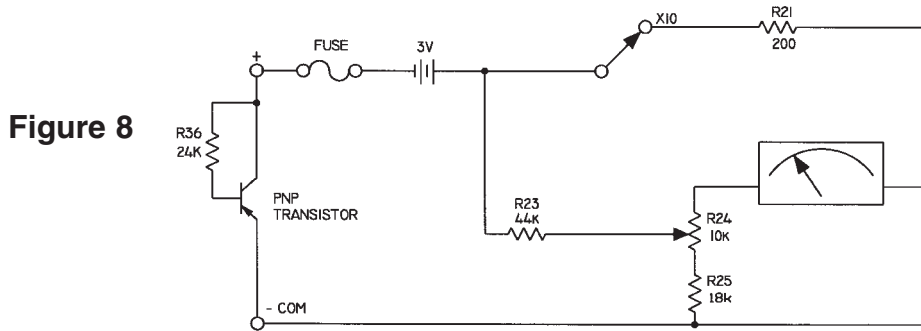 Figure 8
+
FUSE
3V
X10
R21
200
R36
24K
PNP
TRANSISTOR
R23
44K
R24
10K
R25
18k
- COM